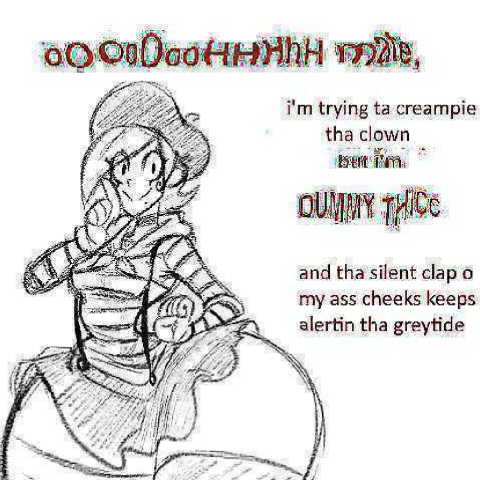 oOOoOooHHHhH mate,
i'm trying ta creampie
tha clown
but i'm
DUMMY THICC
and tha silent clap o
my ass cheeks keeps
alertin tha greytide